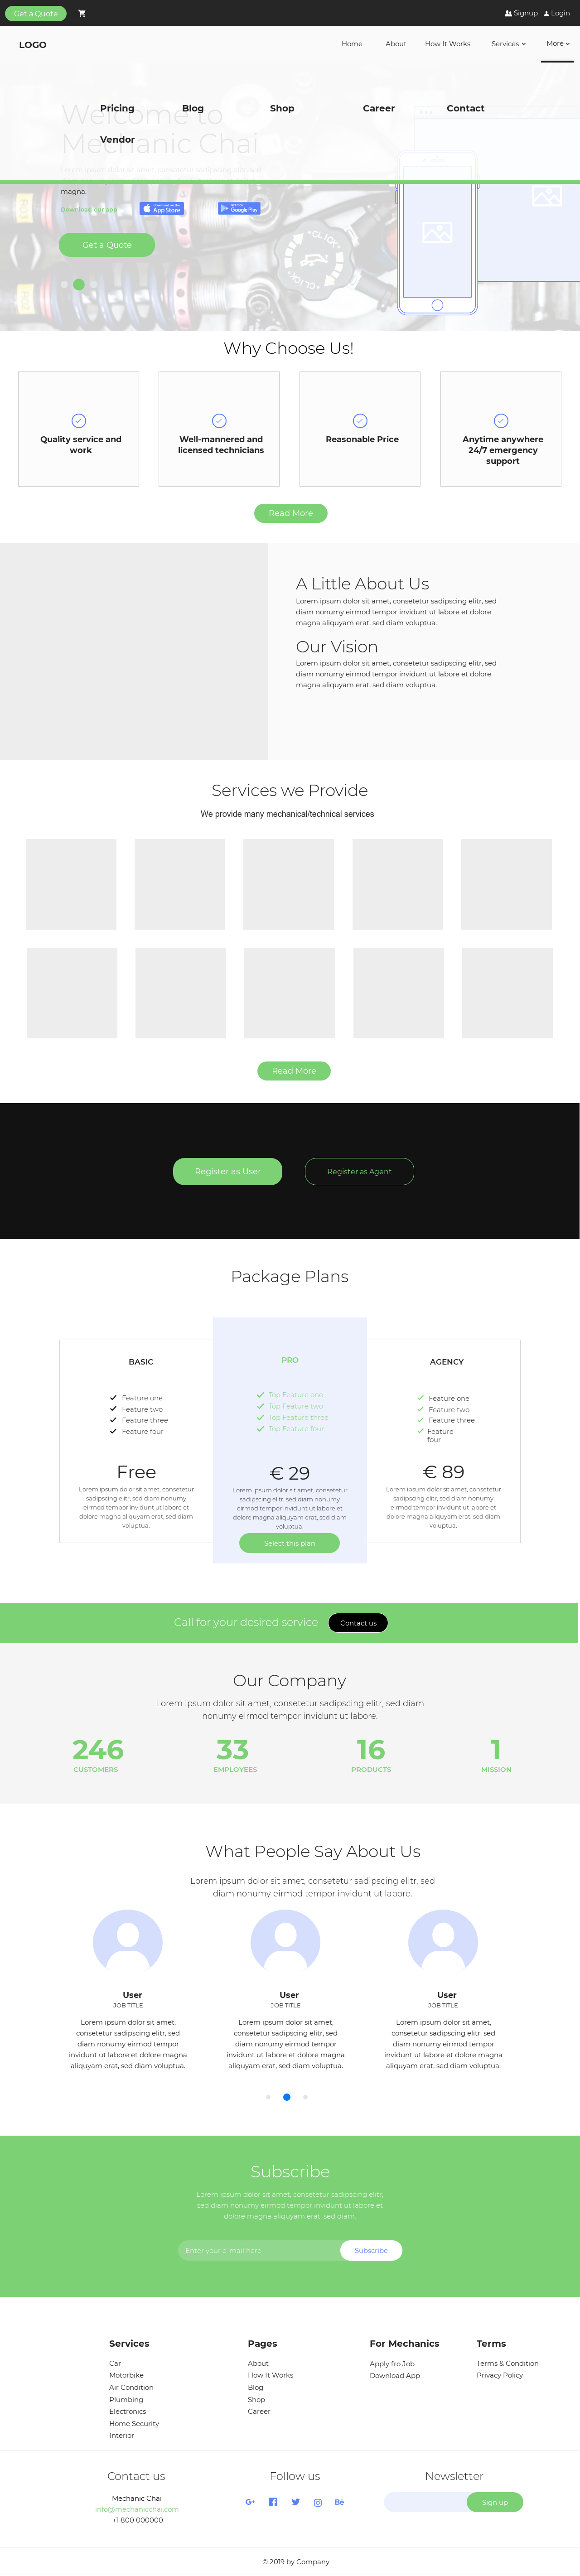 Get a Quote
Signup Login
LOGO
Home About How It Works Services More
Pricing Blog Shop Career Contact
Vendor
Welcome to
Mechanic Chai
magna.
Download our app
Download on the App Store
GET IT ON Google Play
Get a Quote
CLICK
CLICK
Why Choose Us!
Quality service and work
Well-mannered and licensed technicians
Reasonable Price
Anytime anywhere 24/7 emergency support
Read More
A Little About Us
Lorem ipsum dolor sit amet, consetetur sadipscing elitr, sed
diam nonumy eirmod tempor invidunt ut labore et dolore
magna aliquyam erat, sed diam voluptua.
Our Vision
Lorem ipsum dolor sit amet, consetetur sadipscing elitr, sed
diam nonumy eirmod tempor invidunt ut labore et dolore
magna aliquyam erat, sed diam voluptua.
Services we Provide
We provide many mechanical/technical services
Read More
Register as User
Register as Agent
Package Plans
BASIC
Feature one
Feature two
Feature three
Feature four
Free
Lorem ipsum dolor sit amet, consetetur
sadipscing elitr, sed diam nonumy
eirmod tempor invidunt ut labore et
dolore magna aliquyam erat, sed diam
voluptua.
PRO
Top Feature one
Top Feature two
Top Feature three
Top Feature four
€ 29
Lorem ipsum dolor sit amet, consetetur
sadipscing elitr, sed diam nonumy
eirmod tempor invidunt ut labore et
dolore magna aliquyam erat, sed diam
voluptua.
Select this plan
AGENCY
Feature one
Feature two
Feature three
Feature
four
€ 89
Lorem ipsum dolor sit amet, consetetur
sadipscing elitr, sed diam nonumy
eirmod tempor invidunt ut labore et
dolore magna aliquyam erat, sed diam
voluptua.
Call for your desired service
Contact us
Our Company
Lorem ipsum dolor sit amet, consetetur sadipscing elitr, sed diam
nonumy eirmod tempor invidunt ut labore.
246 33 16 1
CUSTOMERS EMPLOYEES PRODUCTS MISSION
What People Say About Us
Lorem ipsum dolor sit amet, consetetur sadipscing elitr, sed
diam nonumy eirmod tempor invidunt ut labore.
User
JOB TITLE
Lorem ipsum dolor sit amet,
consetetur sadipscing elitr, sed
diam nonumy eirmod tempor
invidunt ut labore et dolore magna
aliquyam erat, sed diam voluptua.
User
JOB TITLE
Lorem ipsum dolor sit amet,
consetetur sadipscing elitr, sed
diam nonumy eirmod tempor
invidunt ut labore et dolore magna
aliquyam erat, sed diam voluptua.
User
JOB TITLE
Lorem ipsum dolor sit amet,
consetetur sadipscing elitr, sed
diam nonumy eirmod tempor
invidunt ut labore et dolore magna
aliquyam erat, sed diam voluptua.
Subscribe
Lorem ipsum dolor sit amet, consetetur sadipscing elitr,
sed diam nonumy eirmod tempor invidunt ut labore et
dolore magna aliquyam erat, sed diam
Enter your e-mail here
Subscribe
Services
Car
Motorbike
Air Condition
Plumbing
Electronics
Home Security
Interior
Pages
About
How It Works
Blog
Shop
Career
For Mechanics
Apply fro Job
Download App
Terms
Terms & Condition
Privacy Policy
Contact us
Mechanic Chai
info@mechanicchai.com
+1 800 000000
Follow us
Newsletter
Sign up
© 2019 by Company